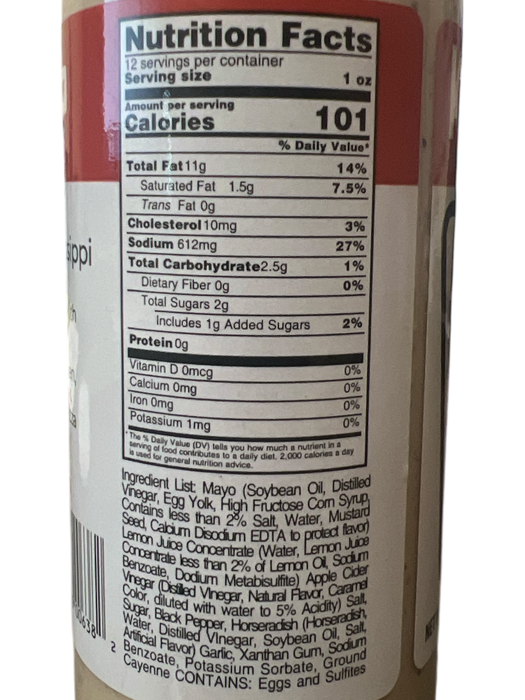 Nutrition Facts
12 servings per container
Serving size 1 oz
Amount per serving
Calories 101
% Daily Value*
Total Fat 11g 14%
Saturated Fat 1.5g 7.5%
Trans Fat 0g
Cholesterol 10mg 3%
Sodium 612mg 27%
Total Carbohydrate 2.5g 1%
Dietary Fiber 0g 0%
Total Sugars 2g
Includes 1g Added Sugars 2%
Protein 0g
Vitamin D 0mcg 0%
Calcium 0mg 0%
Iron 0mg 0%
Potassium 1mg 0%
*The % Daily Value (DV) tells you how much a nutrient in a
serving of food contributes to a daily diet. 2,000 calories a day
is used for general nutrition advice.
Ingredient List: Mayo (Soybean Oil, Distilled
Vinegar, Egg Yolk, High Fructose Corn Syrup,
Contains less than 2% Salt, Water, Mustard
Seed, Calcium Disodium EDTA to protect flavor)
Lemon Juice Concentrate (Water, Lemon Juice
Concentrate less than 2% of Lemon Oil, Sodium
Benzoate, Dodium Metabisulfite) Apple Cider
Vinegar (Distilled Vinegar, Natural Flavor, Caramel
Color, diluted with water to 5% Acidity) Salt,
Sugar, Black Pepper, Horseradish (Horseradish,
Water, Distilled Vinegar, Soybean Oil, Salt,
Artificial Flavor) Garlic, Xanthan Gum, Sodium
Benzoate, Potassium Sorbate, Ground
Cayenne CONTAINS: Eggs and Sulfites
sippi
2